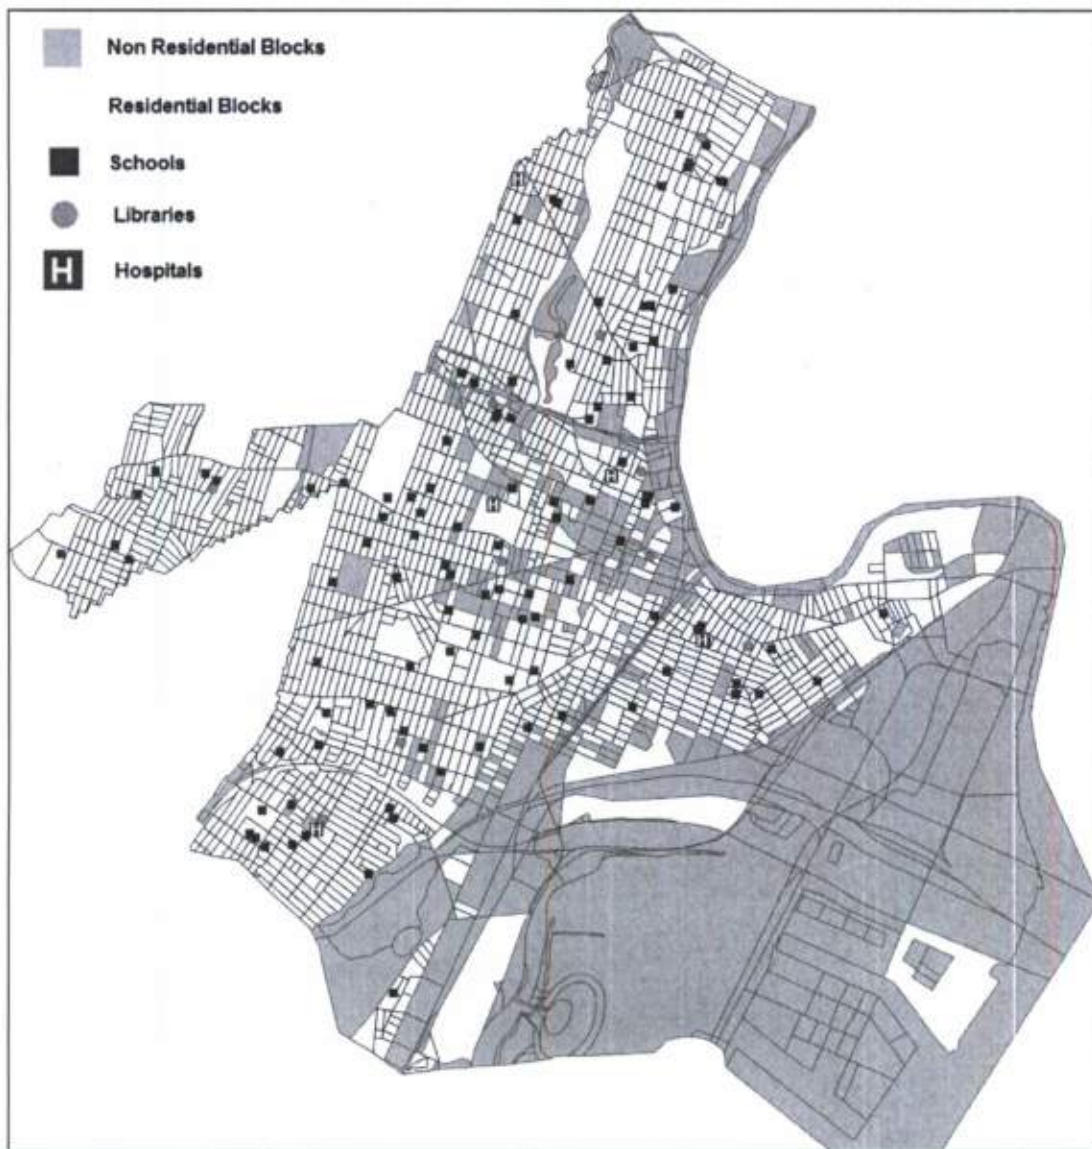 Non Residential Blocks
Residential Blocks
Schools
Libraries
H Hospitals
H
H
H
H
H